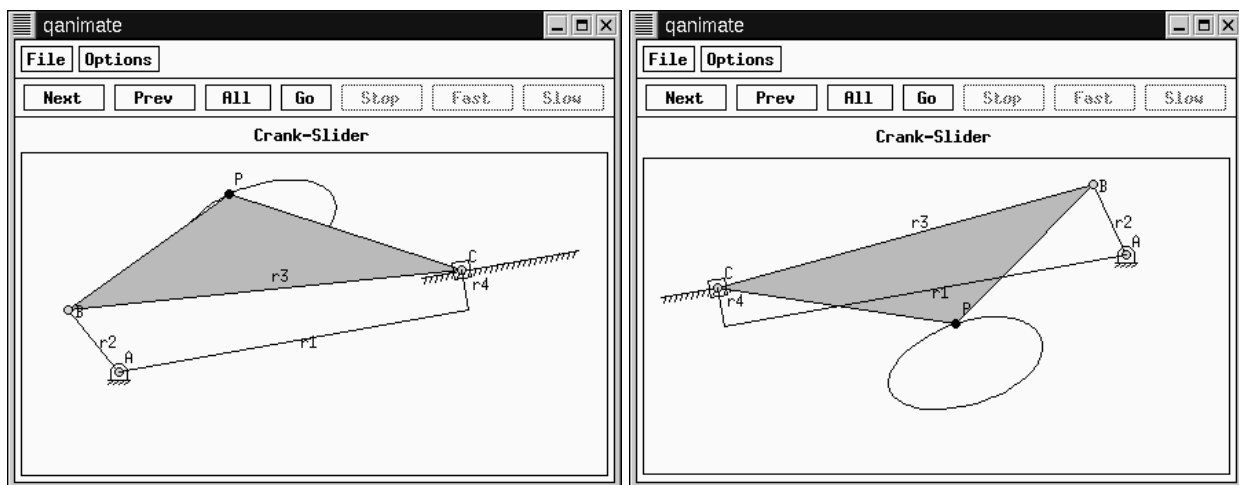 qanimate
File Options
Next Prev All Go Stop Fast Slow
Crank-Slider
P
C
r3
r4
B
r2
A
r1
qanimate
File Options
Next Prev All Go Stop Fast Slow
Crank-Slider
B
r3
r2
A
C
r1
r4
P